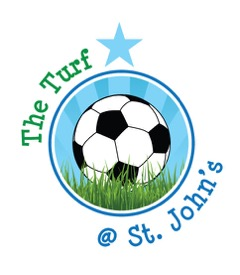 The Turf
@ St. John's